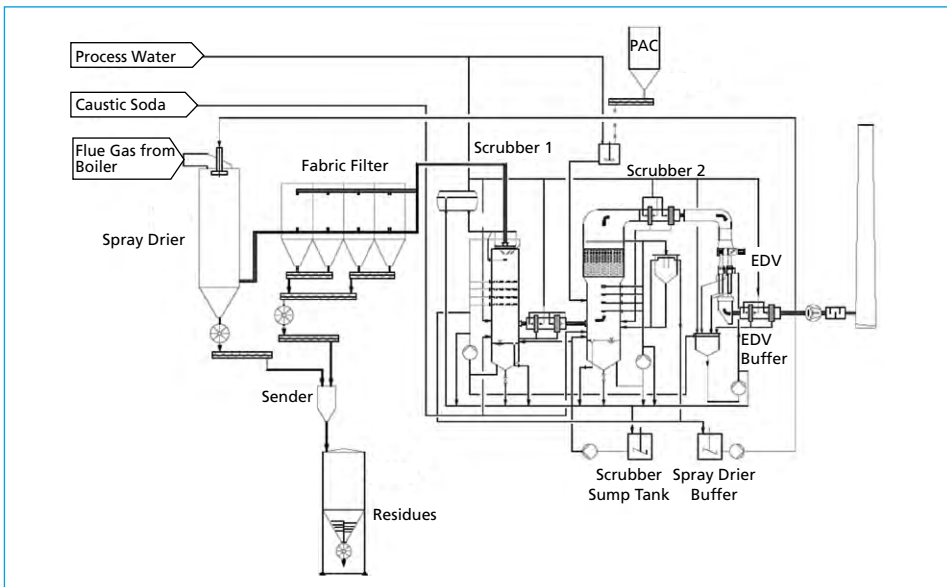 PAC
Process Water
Caustic Soda
Flue Gas from
Boiler
Scrubber 1
Fabric Filter
Scrubber 2
Spray Drier
EDV
EDV
Buffer
Sender
Scrubber
Sump Tank
Spray Drier
Buffer
Residues